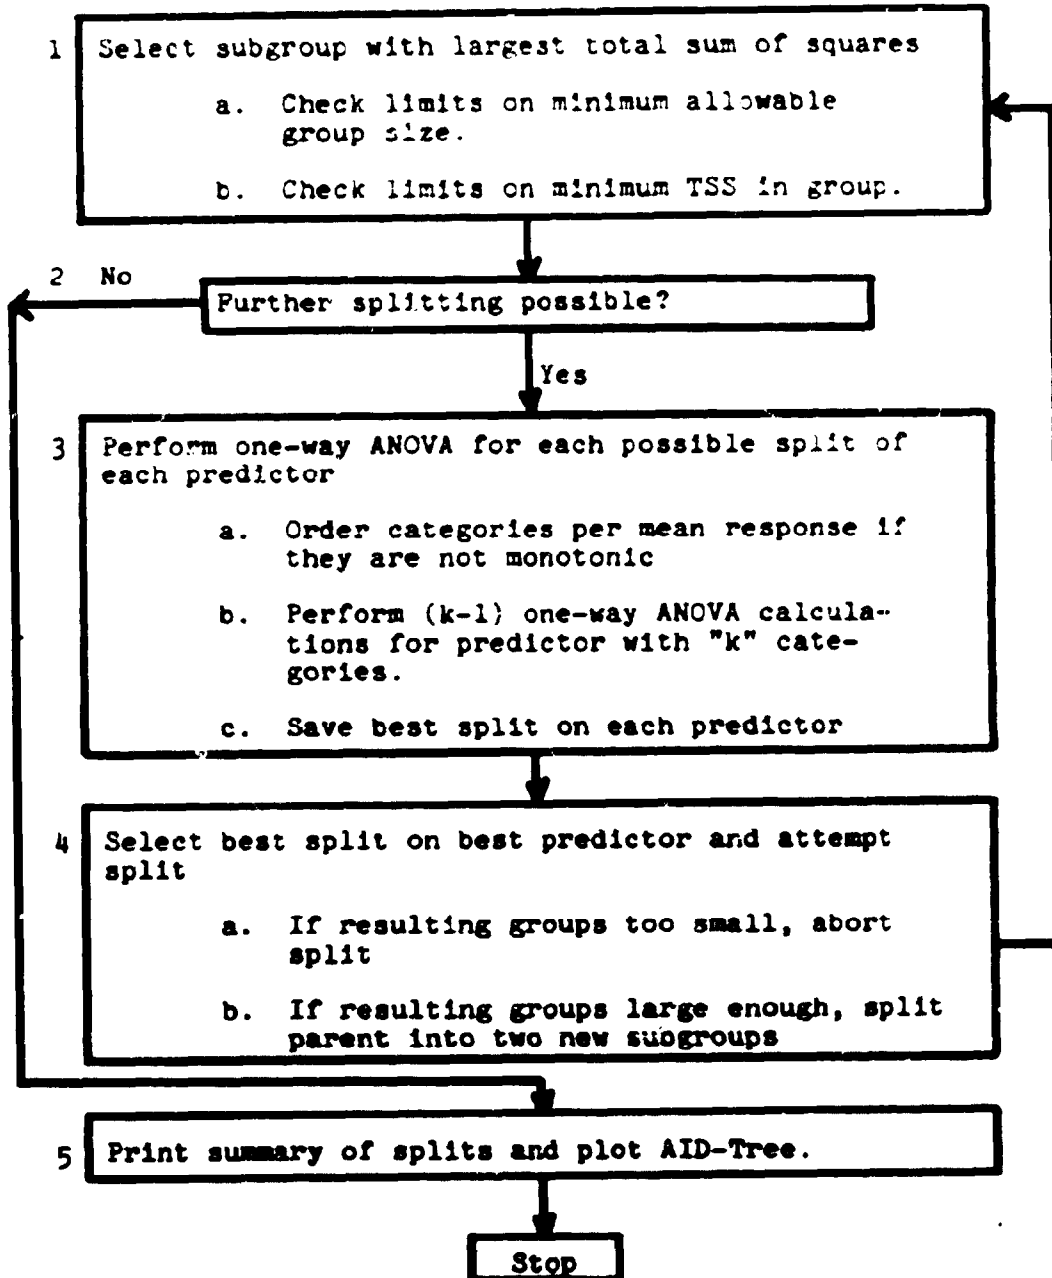 1 Select subgroup with largest total sum of squares
a. Check limits on minimum allowable
group size.
b. Check limits on minimum TSS in group.
2 No
Further splitting possible?
Yes
3 Perform one-way ANOVA for each possible split of
each predictor
a. Order categories per mean response if
they are not monotonic
b. Perform (k-1) one-way ANOVA calcula-
tions for predictor with "k" cate-
gories.
c. Save best split on each predictor
4 Select best split on best predictor and attempt
split
a. If resulting groups too small, abort
split
b. If resulting groups large enough, split
parent into two new subgroups
5 Print summary of splits and plot AID-Tree.
Stop